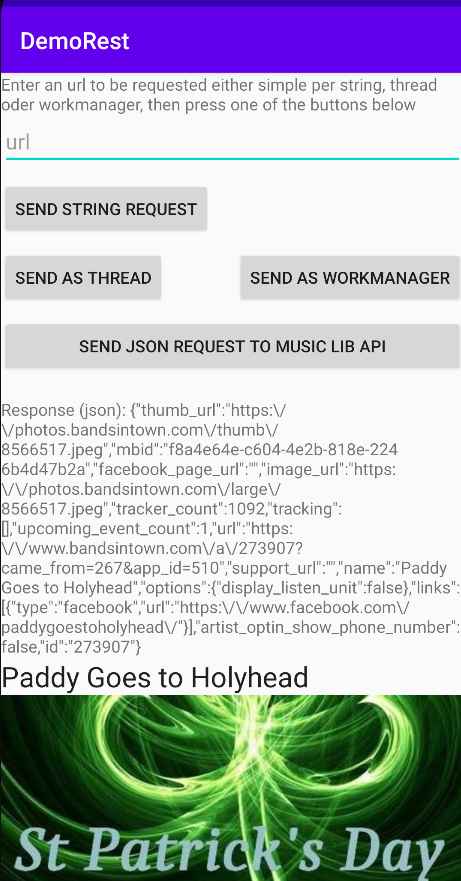 DemoRest
Enter an url to be requested either simple per string, thread
oder workmanager, then press one of the buttons below
url
SEND STRING REQUEST
SEND AS THREAD
SEND AS WORKMANAGER
SEND JSON REQUEST TO MUSIC LIB API
Response (json): {"thumb_url":"https:\/
\/photos.bandsintown.com\/thumb\/
8566517.jpeg","mbid":"f8a4e64e-c604-4e2b-818e-224
6b4d47b2a","facebook_page_url":"","image_url":"https:
\/\/photos.bandsintown.com\/large\/
8566517.jpeg","tracker_count":1092,"tracking":
[],"upcoming_event_count":1,"url":"https:
\/\/www.bandsintown.com\/a\/273907?
came_from=267&app_id=510","support_url":"","name":"Paddy
Goes to Holyhead","options":{"display_listen_unit":false},"links":
[{"type":"facebook","url":"https:\/\/www.facebook.com\/
paddygoestoholyhead\/"}],"artist_optin_show_phone_number":
false,"id":"273907"}
Paddy Goes to Holyhead
St Patrick's Day